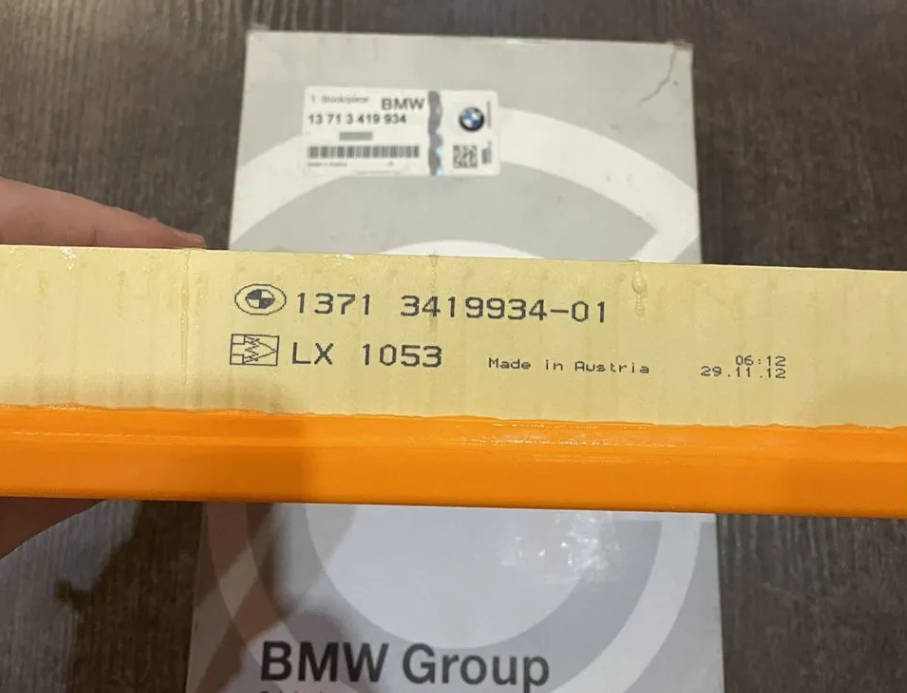 1 Stück/piece BMW
13 71 3 419 934
1371 3419934-01
LX 1053
Made in Austria
06:12
29.11.12
BMW Group